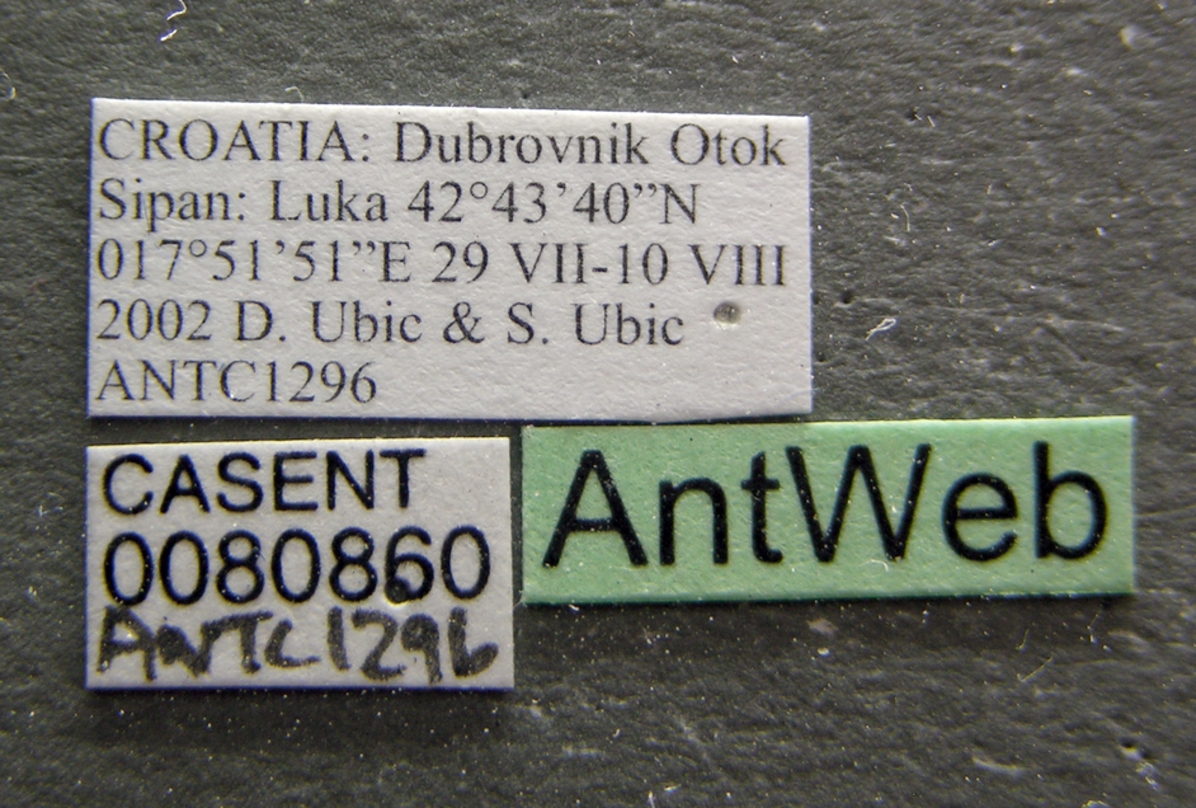 CROATIA: Dubrovnik Otok
Sipan: Luka 42°43’40”N
017°51’51”E 29 VII-10 VIII
2002 D. Ubic & S. Ubic
ANTC1296
CASENT
0080860
ANTC1296
AntWeb